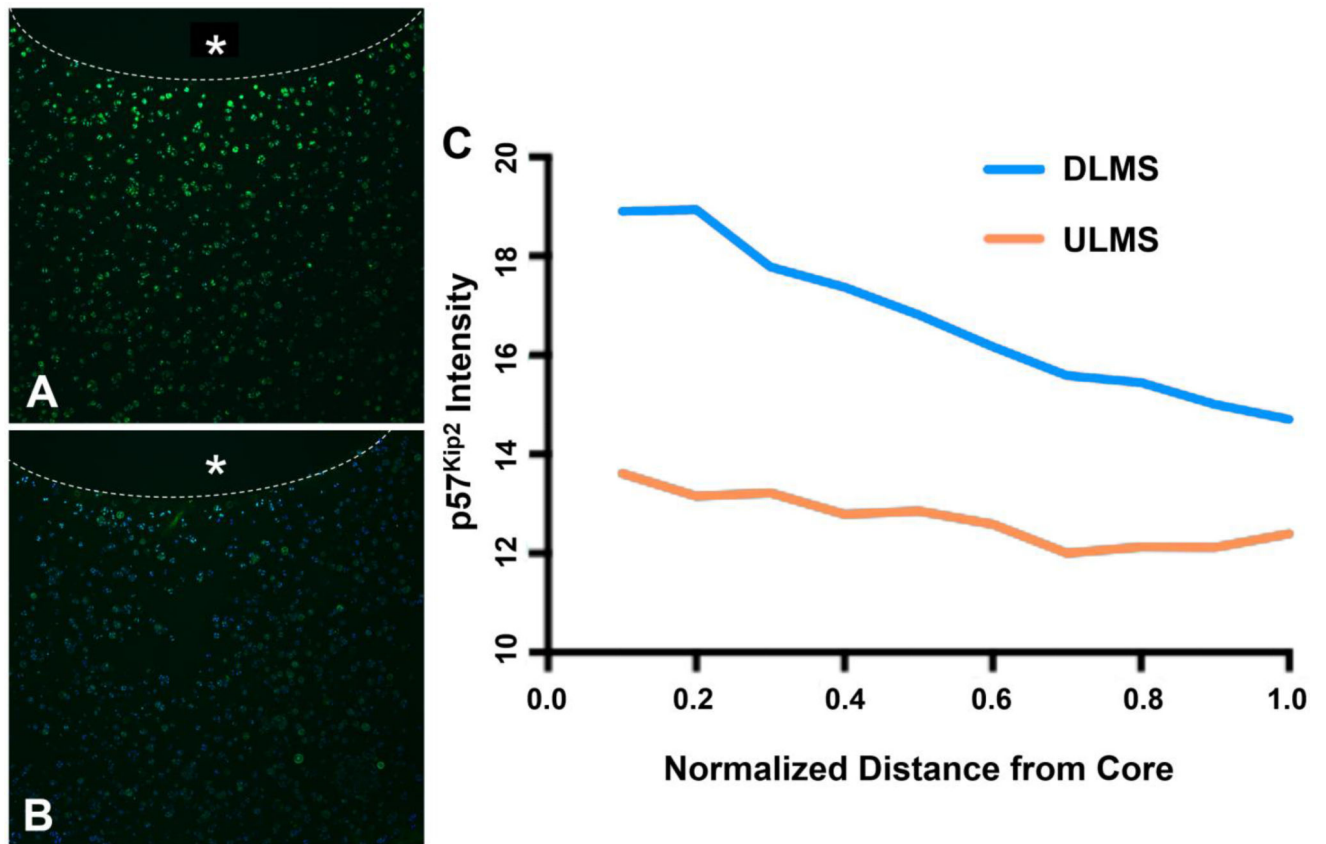 *
A
*
B
C
DLMS
ULMS
p57Kip2 Intensity
20
18
16
14
12
10
0.0 0.2 0.4 0.6 0.8 1.0
Normalized Distance from Core